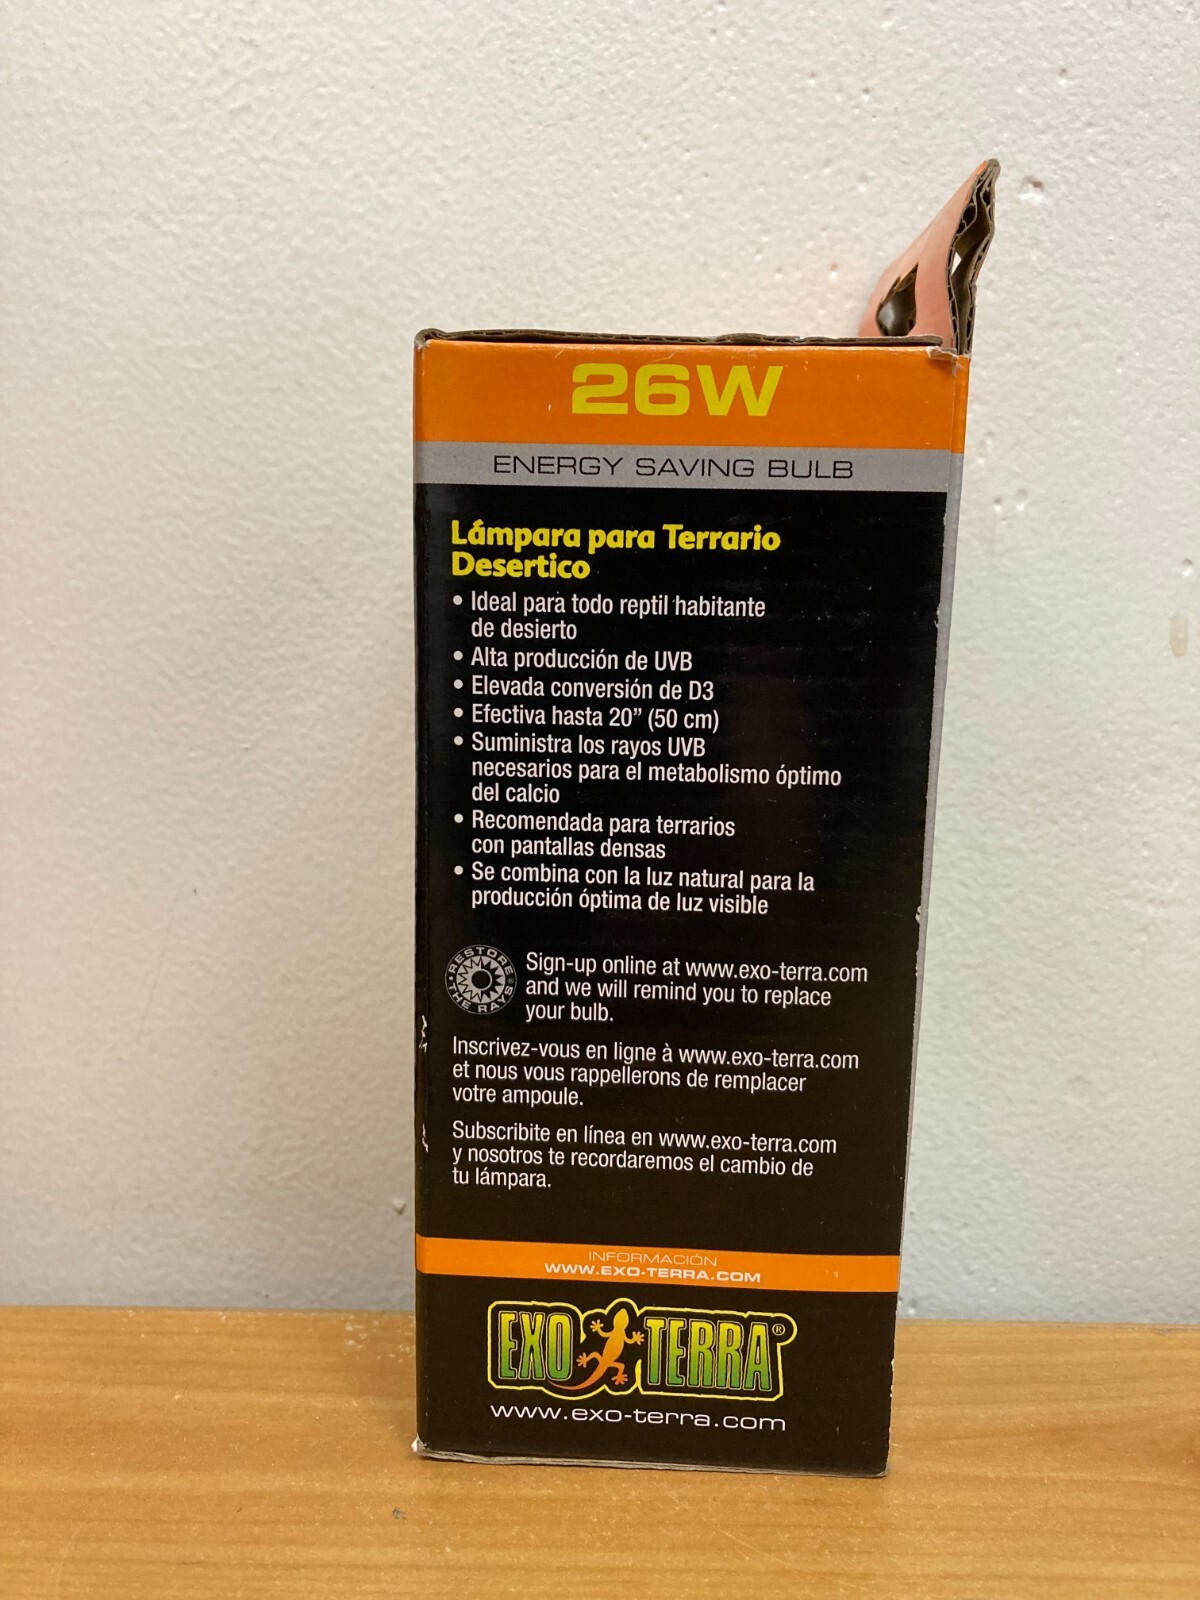 26W
ENERGY SAVING BULB
Lámpara para Terrario
Desertico
• Ideal para todo reptil habitante
de desierto
• Alta producción de UVB
• Elevada conversión de D3
• Efectiva hasta 20” (50 cm)
• Suministra los rayos UVB
necesarios para el metabolismo óptimo
del calcio
• Recomendada para terrarios
con pantallas densas
• Se combina con la luz natural para la
producción óptima de luz visible
RESTORE THE RAYS
Sign-up online at www.exo-terra.com
and we will remind you to replace
your bulb.
Inscrivez-vous en ligne à www.exo-terra.com
et nous vous rappellerons de remplacer
votre ampoule.
Subscribite en línea en www.exo-terra.com
y nosotros te recordaremos el cambio de
tu lámpara.
INFORMACIÓN
WWW.EXO-TERRA.COM
EXO TERRA®
www.exo-terra.com